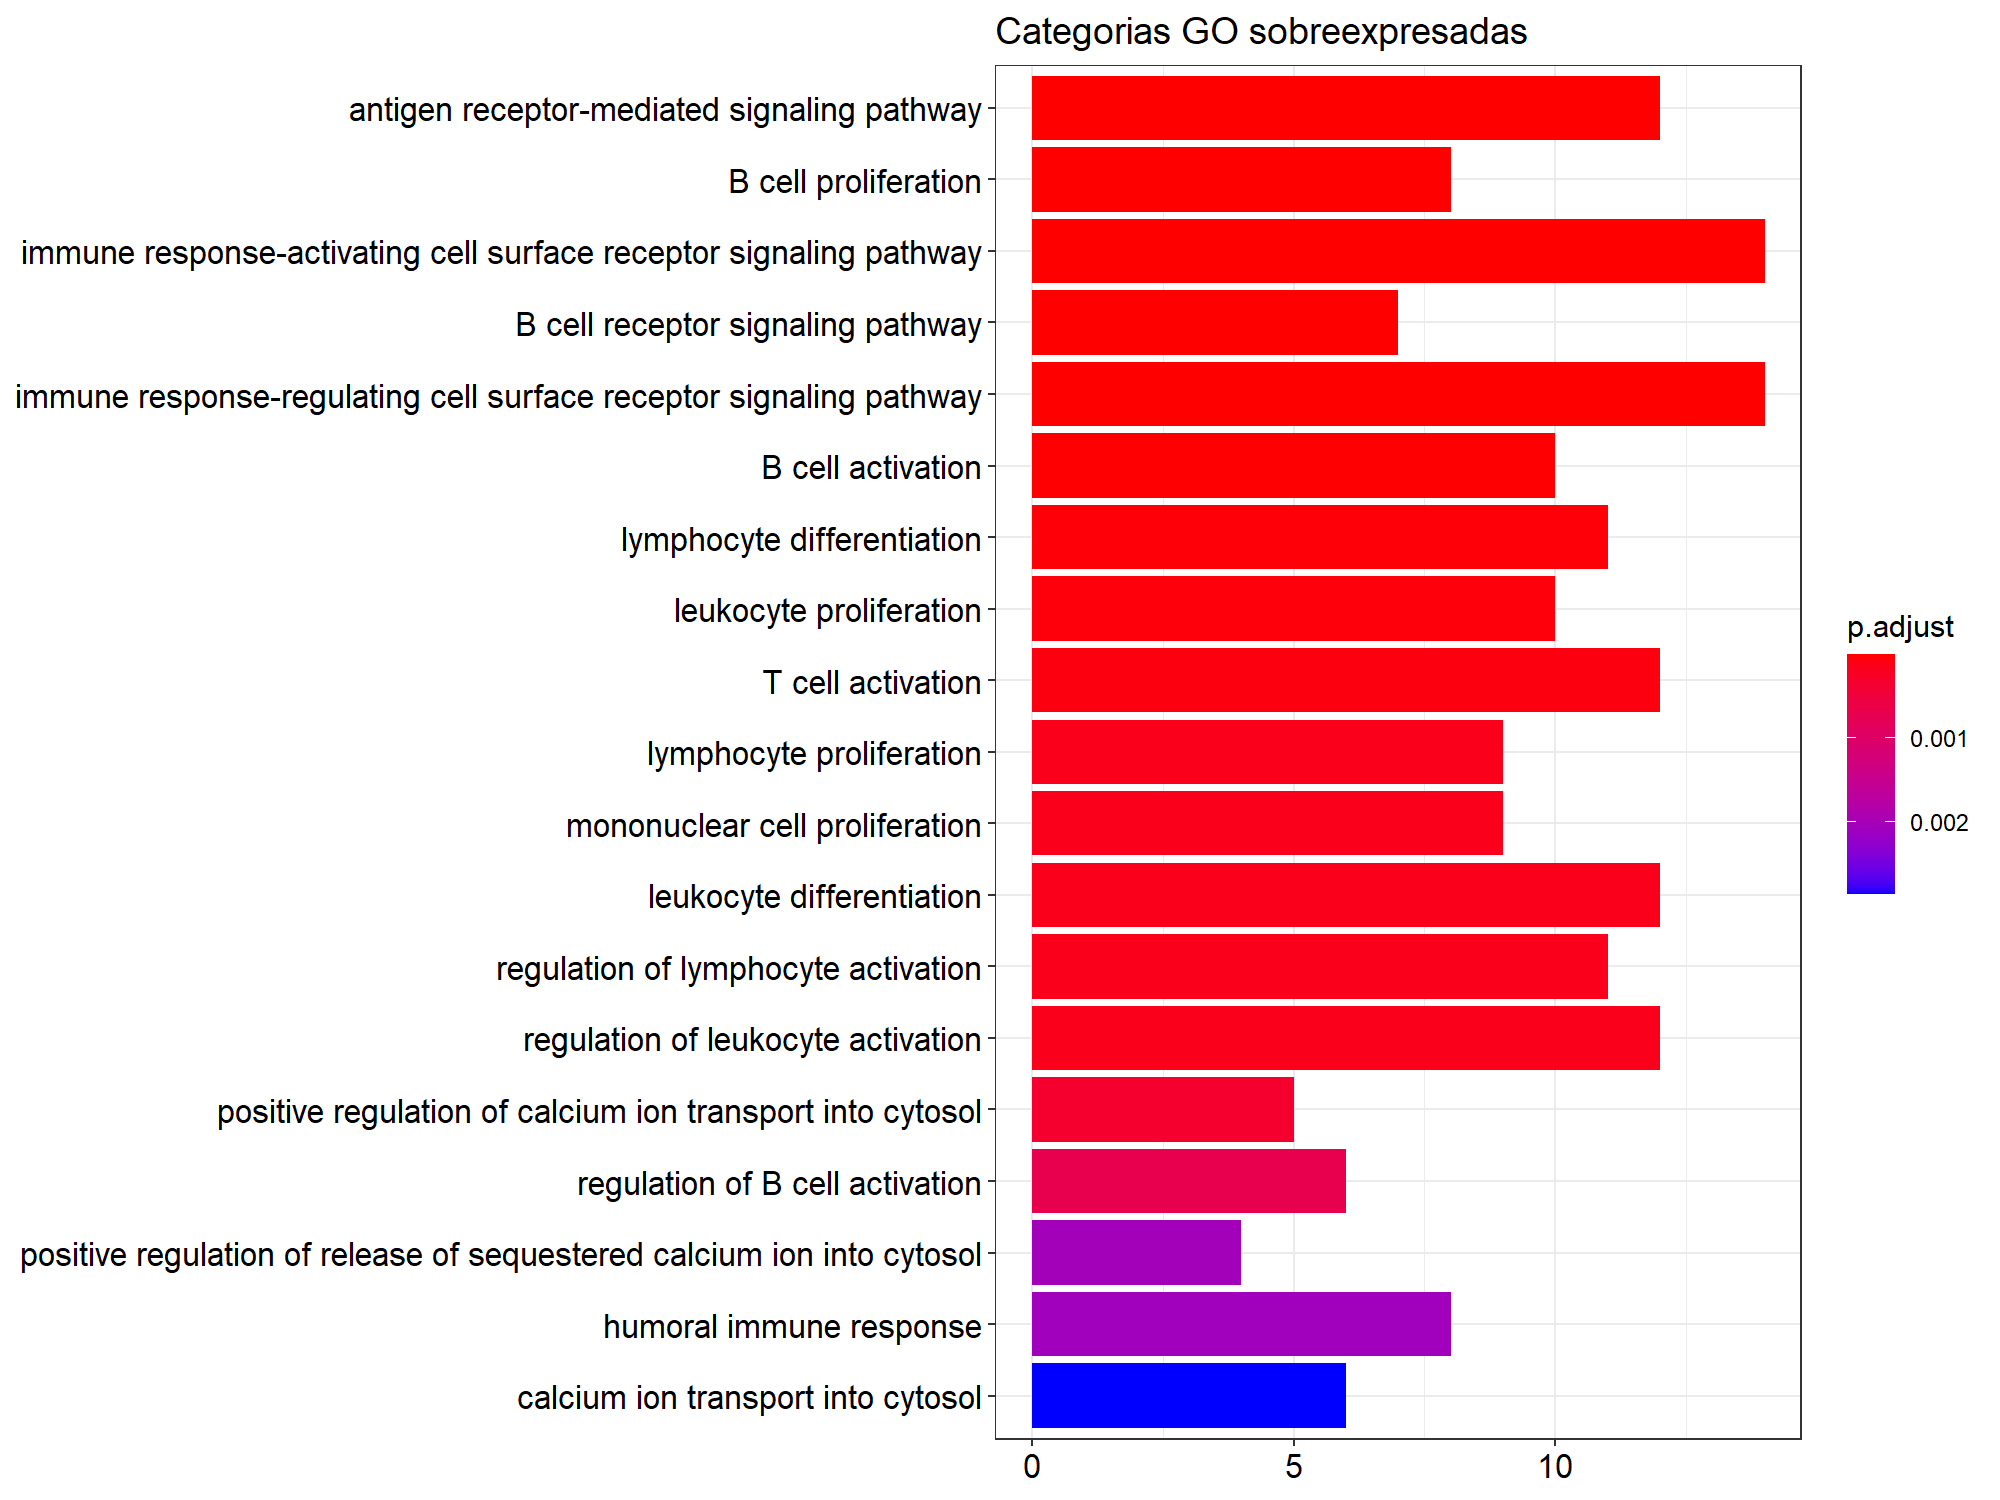 Categorias GO sobreexpresadas
antigen receptor-mediated signaling pathway
B cell proliferation
immune response-activating cell surface receptor signaling pathway
B cell receptor signaling pathway
immune response-regulating cell surface receptor signaling pathway
B cell activation
lymphocyte differentiation
leukocyte proliferation
T cell activation
lymphocyte proliferation
mononuclear cell proliferation
leukocyte differentiation
regulation of lymphocyte activation
regulation of leukocyte activation
positive regulation of calcium ion transport into cytosol
regulation of B cell activation
positive regulation of release of sequestered calcium ion into cytosol
humoral immune response
calcium ion transport into cytosol
0 5 10
p.adjust
0.001
0.002